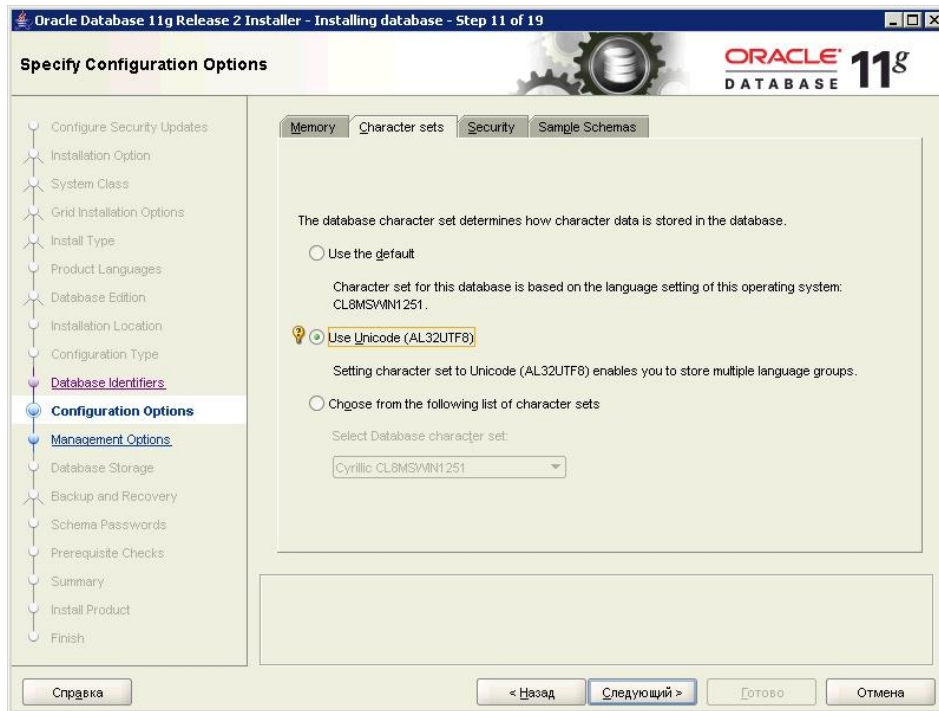 Oracle Database 11g Release 2 Installer - Installing database - Step 11 of 19
Specify Configuration Options
ORACLE
DATABASE
11g
Configure Security Updates
Installation Option
System Class
Grid Installation Options
Install Type
Product Languages
Database Edition
Installation Location
Configuration Type
Database Identifiers
Configuration Options
Management Options
Database Storage
Backup and Recovery
Schema Passwords
Prerequisite Checks
Summary
Install Product
Finish
Memory Character sets Security Sample Schemas
The database character set determines how character data is stored in the database.
Use the default
Character set for this database is based on the language setting of this operating system:
CL8MSWIN1251.
Use Unicode (AL32UTF8)
Setting character set to Unicode (AL32UTF8) enables you to store multiple language groups.
Choose from the following list of character sets
Select Database character set:
Cyrillic CL8MSWIN1251
Справка
< Назад
Следующий >
Готово
Отмена